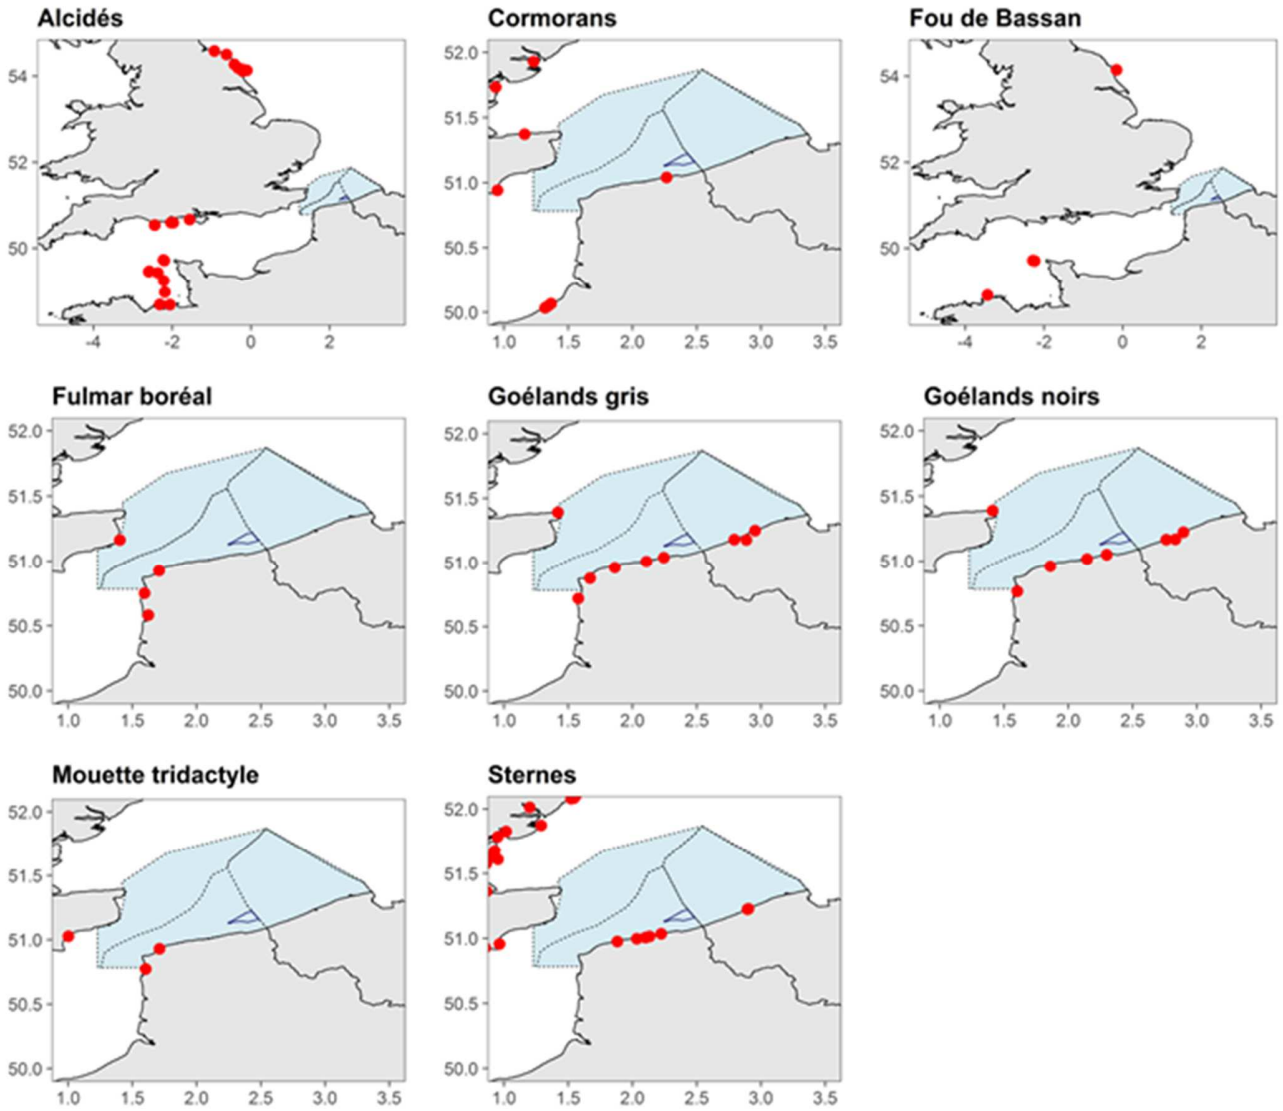 Alcidés
Cormorans
Fou de Bassan
54
52
50
-4 -2 0 2
52.0
51.5
51.0
50.5
50.0
1.0 1.5 2.0 2.5 3.0 3.5
54
52
50
-4 -2 0 2
Fulmar boréal
Goélands gris
Goélands noirs
52.0
51.5
51.0
50.5
50.0
1.0 1.5 2.0 2.5 3.0 3.5
52.0
51.5
51.0
50.5
50.0
1.0 1.5 2.0 2.5 3.0 3.5
52.0
51.5
51.0
50.5
50.0
1.0 1.5 2.0 2.5 3.0 3.5
Mouette tridactyle
Sternes
52.0
51.5
51.0
50.5
50.0
1.0 1.5 2.0 2.5 3.0 3.5
52.0
51.5
51.0
50.5
50.0
1.0 1.5 2.0 2.5 3.0 3.5